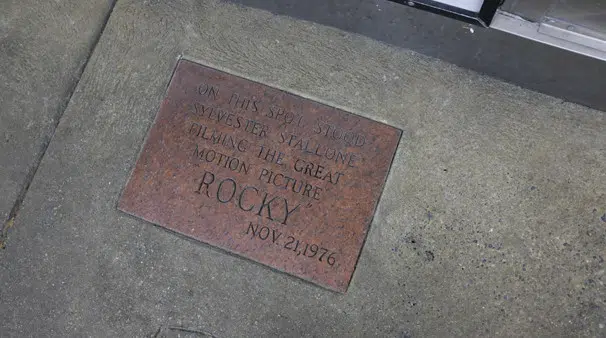 ON THIS SPOT STOOD
SYLVESTER STALLONE
FILMING THE GREAT
MOTION PICTURE
"ROCKY"
NOV. 21, 1976